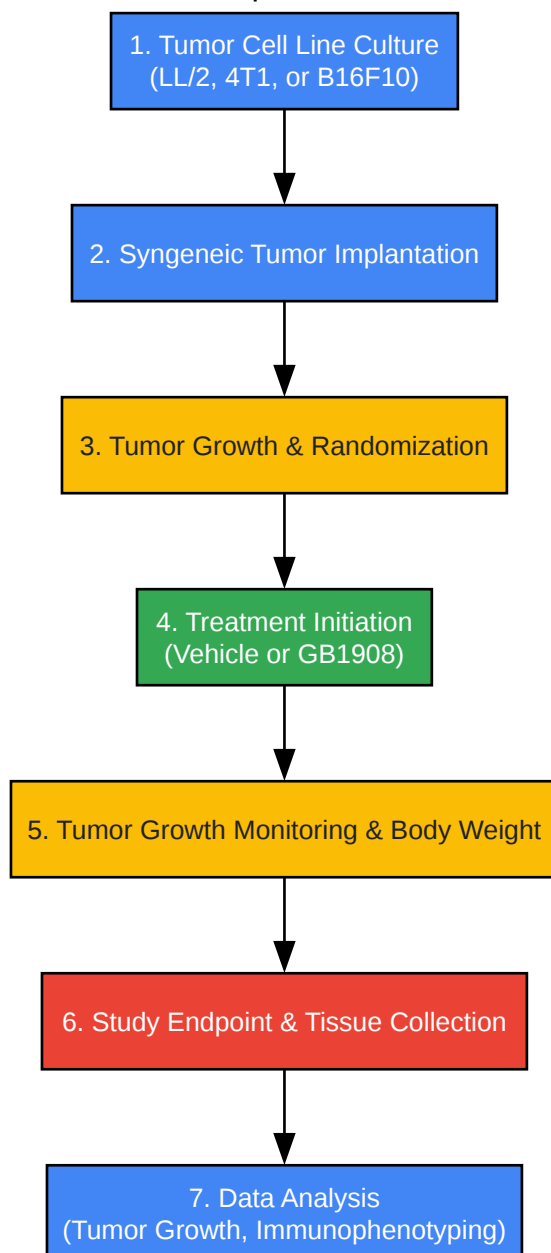 1. Tumor Cell Line Culture
(LL/2, 4T1, or B16F10)
2. Syngeneic Tumor Implantation
3. Tumor Growth & Randomization
4. Treatment Initiation
(Vehicle or GB1908)
5. Tumor Growth Monitoring & Body Weight
6. Study Endpoint & Tissue Collection
7. Data Analysis
(Tumor Growth, Immunophenotyping)